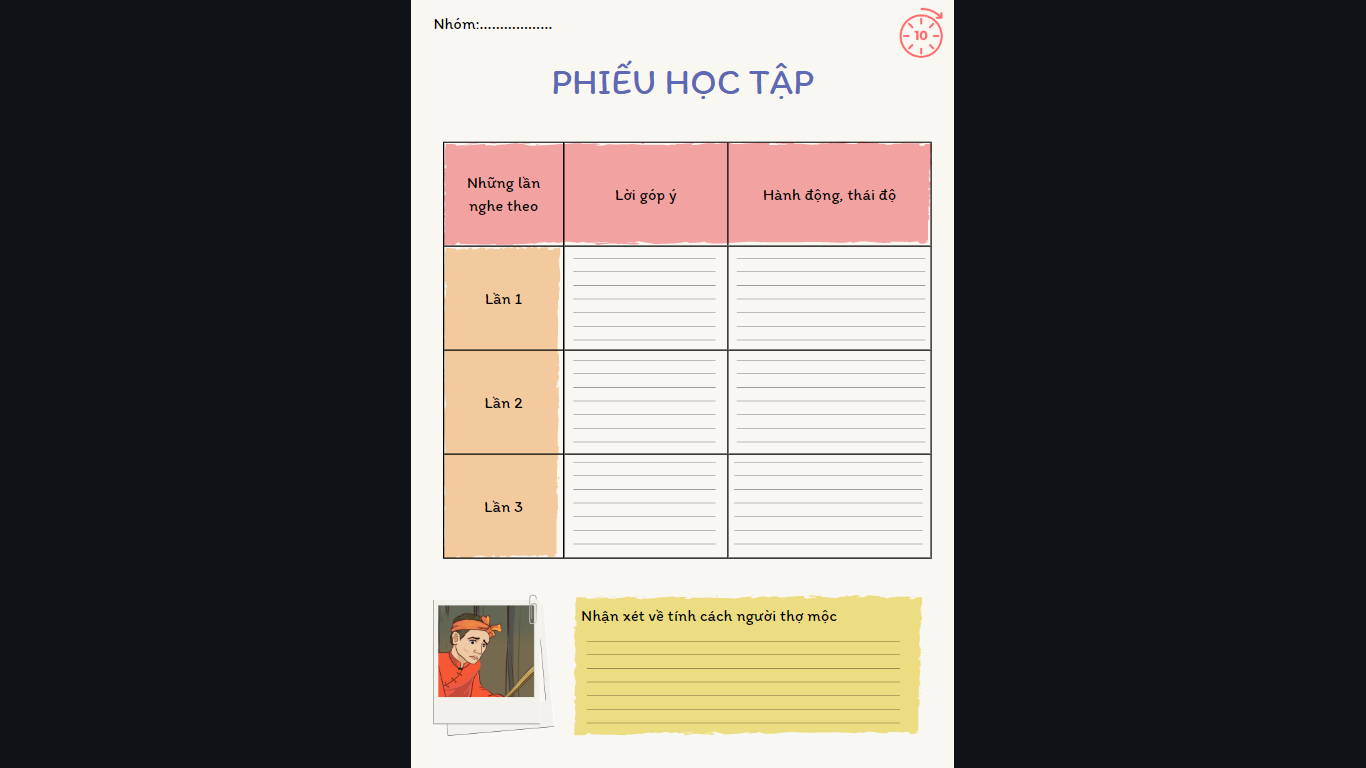 Nhóm:..................
10
PHIẾU HỌC TẬP
Những lần
nghe theo
Lời góp ý
Hành động, thái độ
Lần 1
Lần 2
Lần 3
Nhận xét về tính cách người thợ mộc